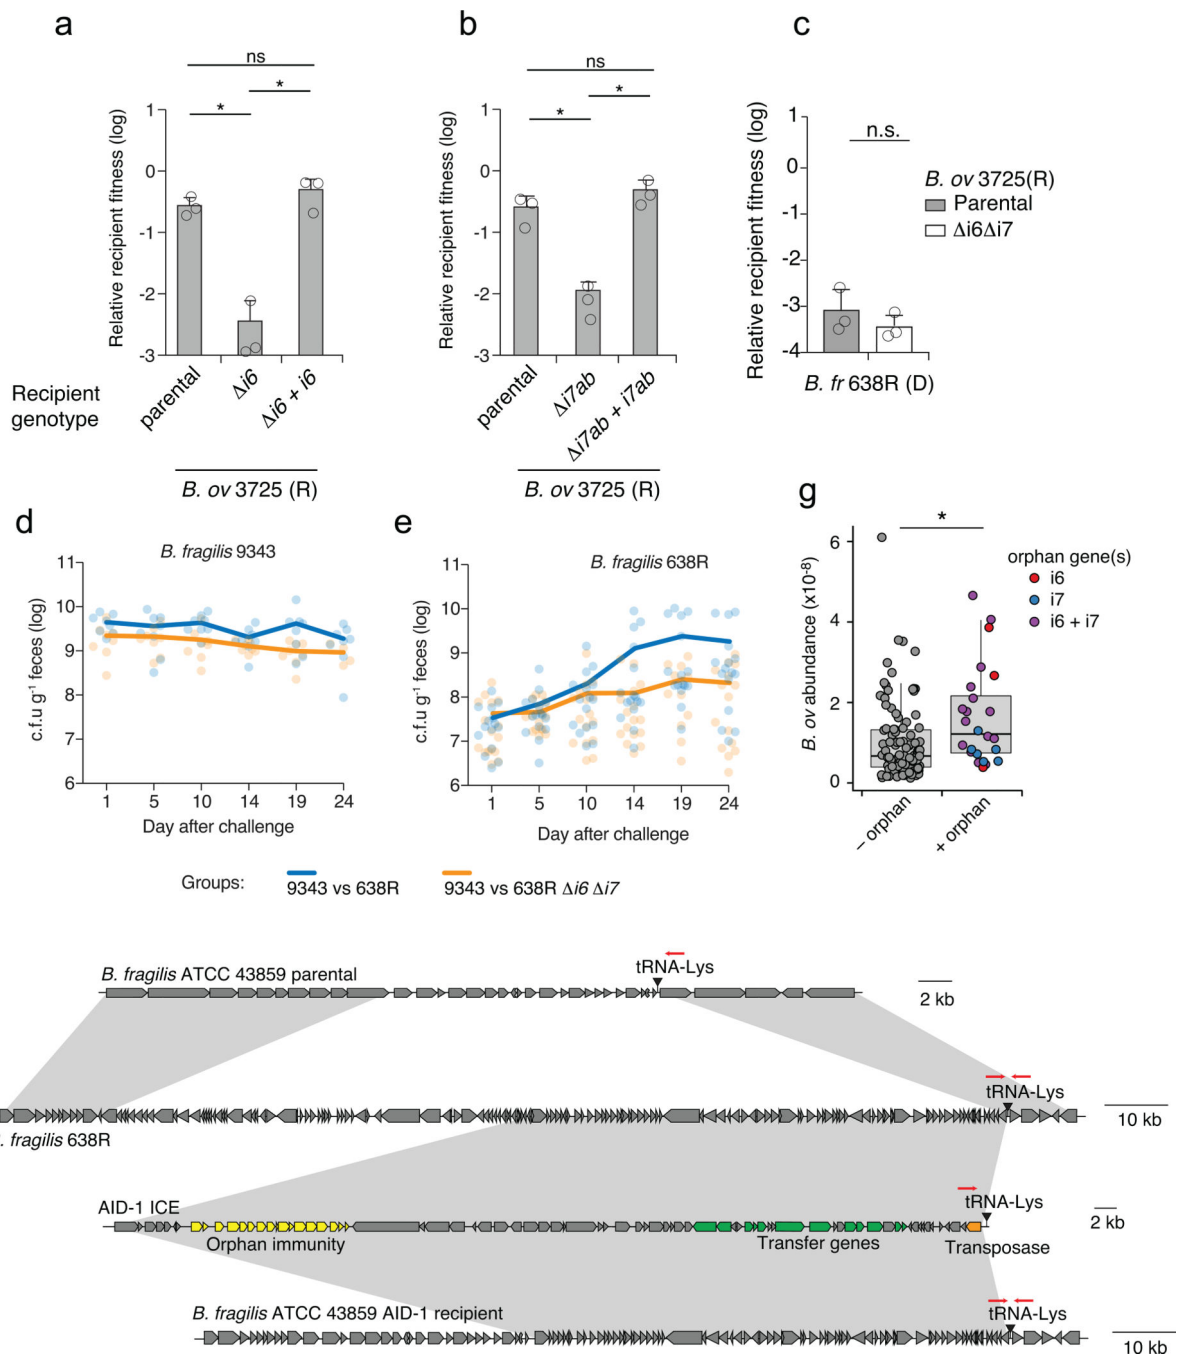 a
ns
*
*
Relative recipient fitness (log)
1
0
-1
-2
-3
Recipient
genotype
parental
Δi6
Δi6 + i6
B. ov 3725 (R)
b
ns
*
*
Relative recipient fitness (log)
1
0
-1
-2
-3
parental
Δi7ab
Δi7ab + i7ab
B. ov 3725 (R)
c
n.s.
Relative recipient fitness (log)
1
0
-1
-2
-3
-4
B. fr 638R (D)
B. ov 3725(R)
Parental
Δi6Δi7
d
B. fragilis 9343
c.f.u g⁻¹ feces (log)
11
10
9
8
7
6
1 5 10 14 19 24
Day after challenge
e
B. fragilis 638R
c.f.u g⁻¹ feces (log)
11
10
9
8
7
6
1 5 10 14 19 24
Day after challenge
Groups:
9343 vs 638R
9343 vs 638R Δi6 Δi7
g
*
B. ov abundance (x10⁻⁸)
6
4
2
0
– orphan
+ orphan
orphan gene(s)
i6
i7
i6 + i7
B. fragilis ATCC 43859 parental
tRNA-Lys
2 kb
tRNA-Lys
10 kb
. fragilis 638R
AID-1 ICE
tRNA-Lys
2 kb
Orphan immunity
Transfer genes
Transposase
B. fragilis ATCC 43859 AID-1 recipient
tRNA-Lys
10 kb